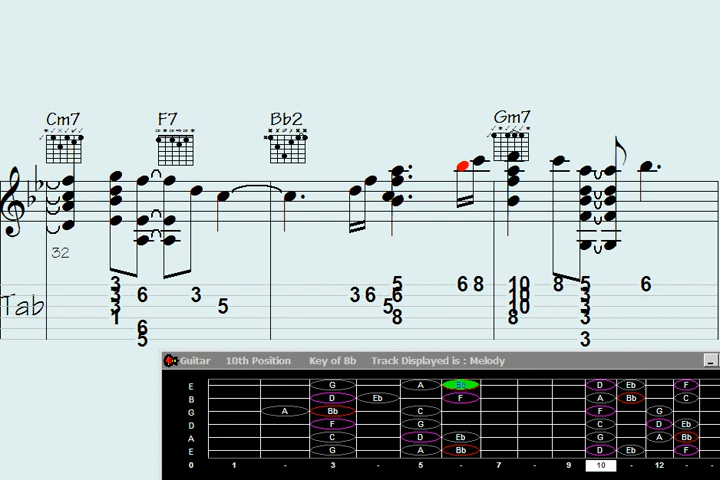 Cm7 F7 Bb2 Gm7
32
3 5 6 8 10 8 5 6
3 6 3 3 6 6 10 3
Tab 3 5 5 10 3
1 8 8 3
6
5 3
Guitar 10th Position Key of Bb Track Displayed is : Melody
E G A Bb D Eb F
B D Eb F A Bb C
G A Bb C F G
D F G C D Eb
A C D Eb G A Bb
E G A Bb D Eb F
0 1 - 3 - 5 - 7 - 9 10 - 12 -